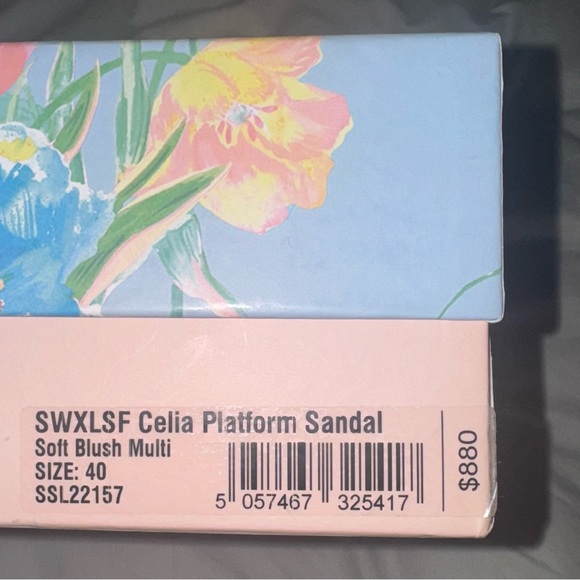 SWXLSF Celia Platform Sandal
Soft Blush Multi
SIZE: 40
SSL22157
5 057467 325417
$880